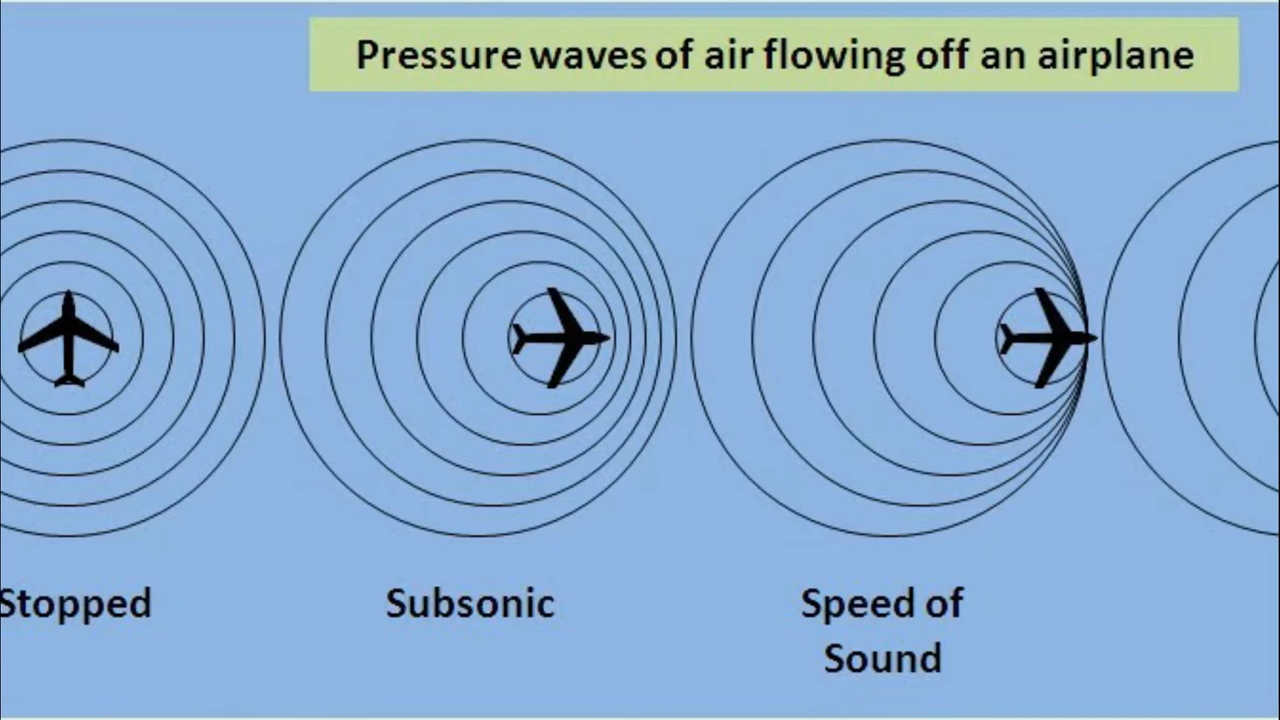 Pressure waves of air flowing off an airplane
Stopped
Subsonic
Speed of
Sound